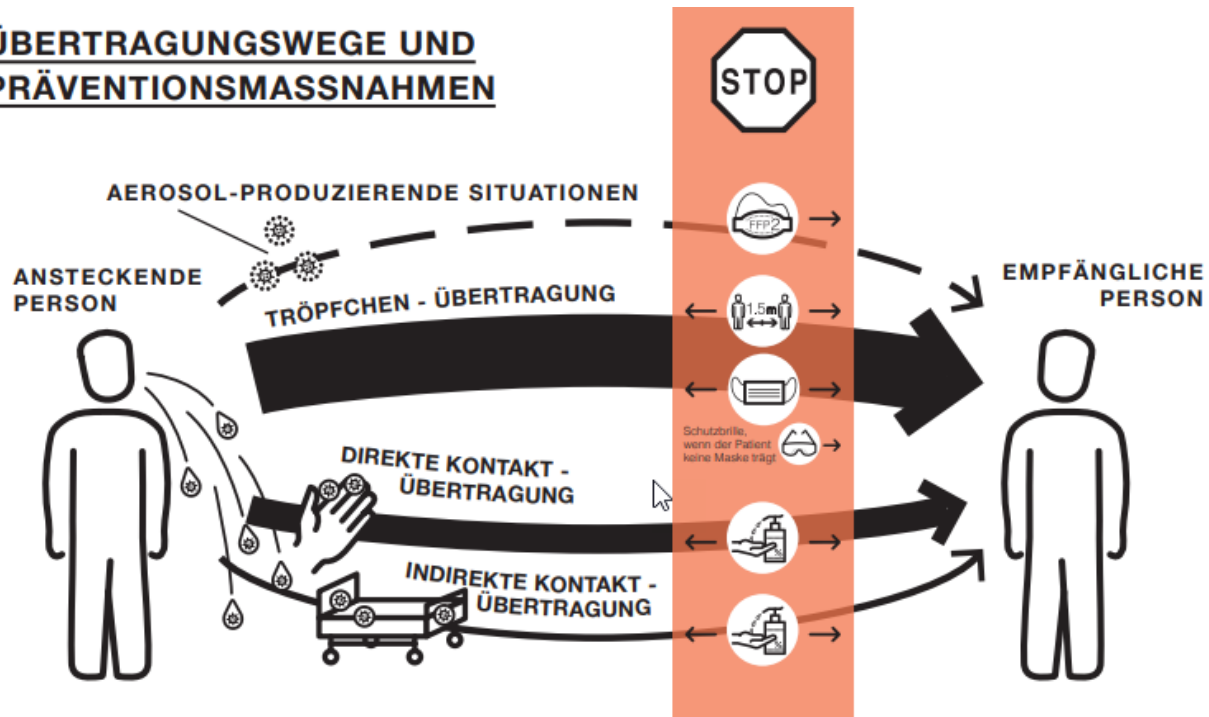 ÜBERTRAGUNGSWEGE UND
PRÄVENTIONSMASSNAHMEN
STOP
AEROSOL-PRODUZIERENDE SITUATIONEN
FFP2
ANSTECKENDE
PERSON
EMPFÄNGLICHE
PERSON
TRÖPFCHEN - ÜBERTRAGUNG
1.5m
Schutzbrille,
wenn der Patient
keine Maske trägt
DIREKTE KONTAKT -
ÜBERTRAGUNG
INDIREKTE KONTAKT -
ÜBERTRAGUNG